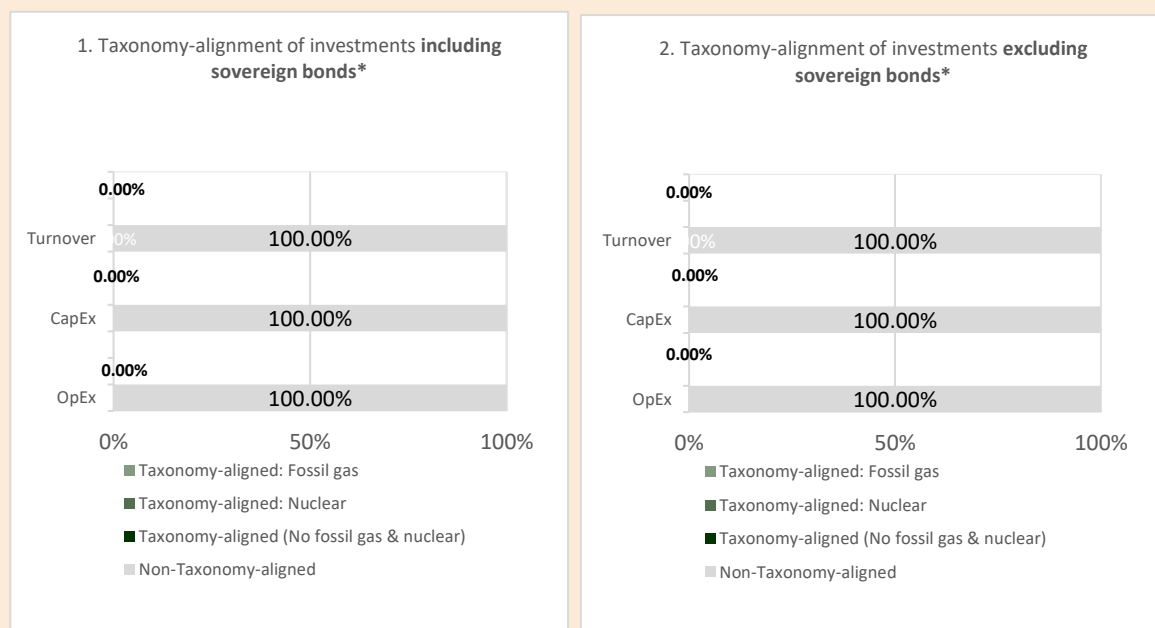 1. Taxonomy-alignment of investments including
sovereign bonds*
0.00%
Turnover 100.00%
0.00%
CapEx 100.00%
0.00%
OpEx 100.00%
0% 50% 100%
Taxonomy-aligned: Fossil gas
Taxonomy-aligned: Nuclear
Taxonomy-aligned (No fossil gas & nuclear)
Non-Taxonomy-aligned
2. Taxonomy-alignment of investments excluding
sovereign bonds*
0.00%
Turnover 100.00%
0.00%
CapEx 100.00%
0.00%
OpEx 100.00%
0% 50% 100%
Taxonomy-aligned: Fossil gas
Taxonomy-aligned: Nuclear
Taxonomy-aligned (No fossil gas & nuclear)
Non-Taxonomy-aligned